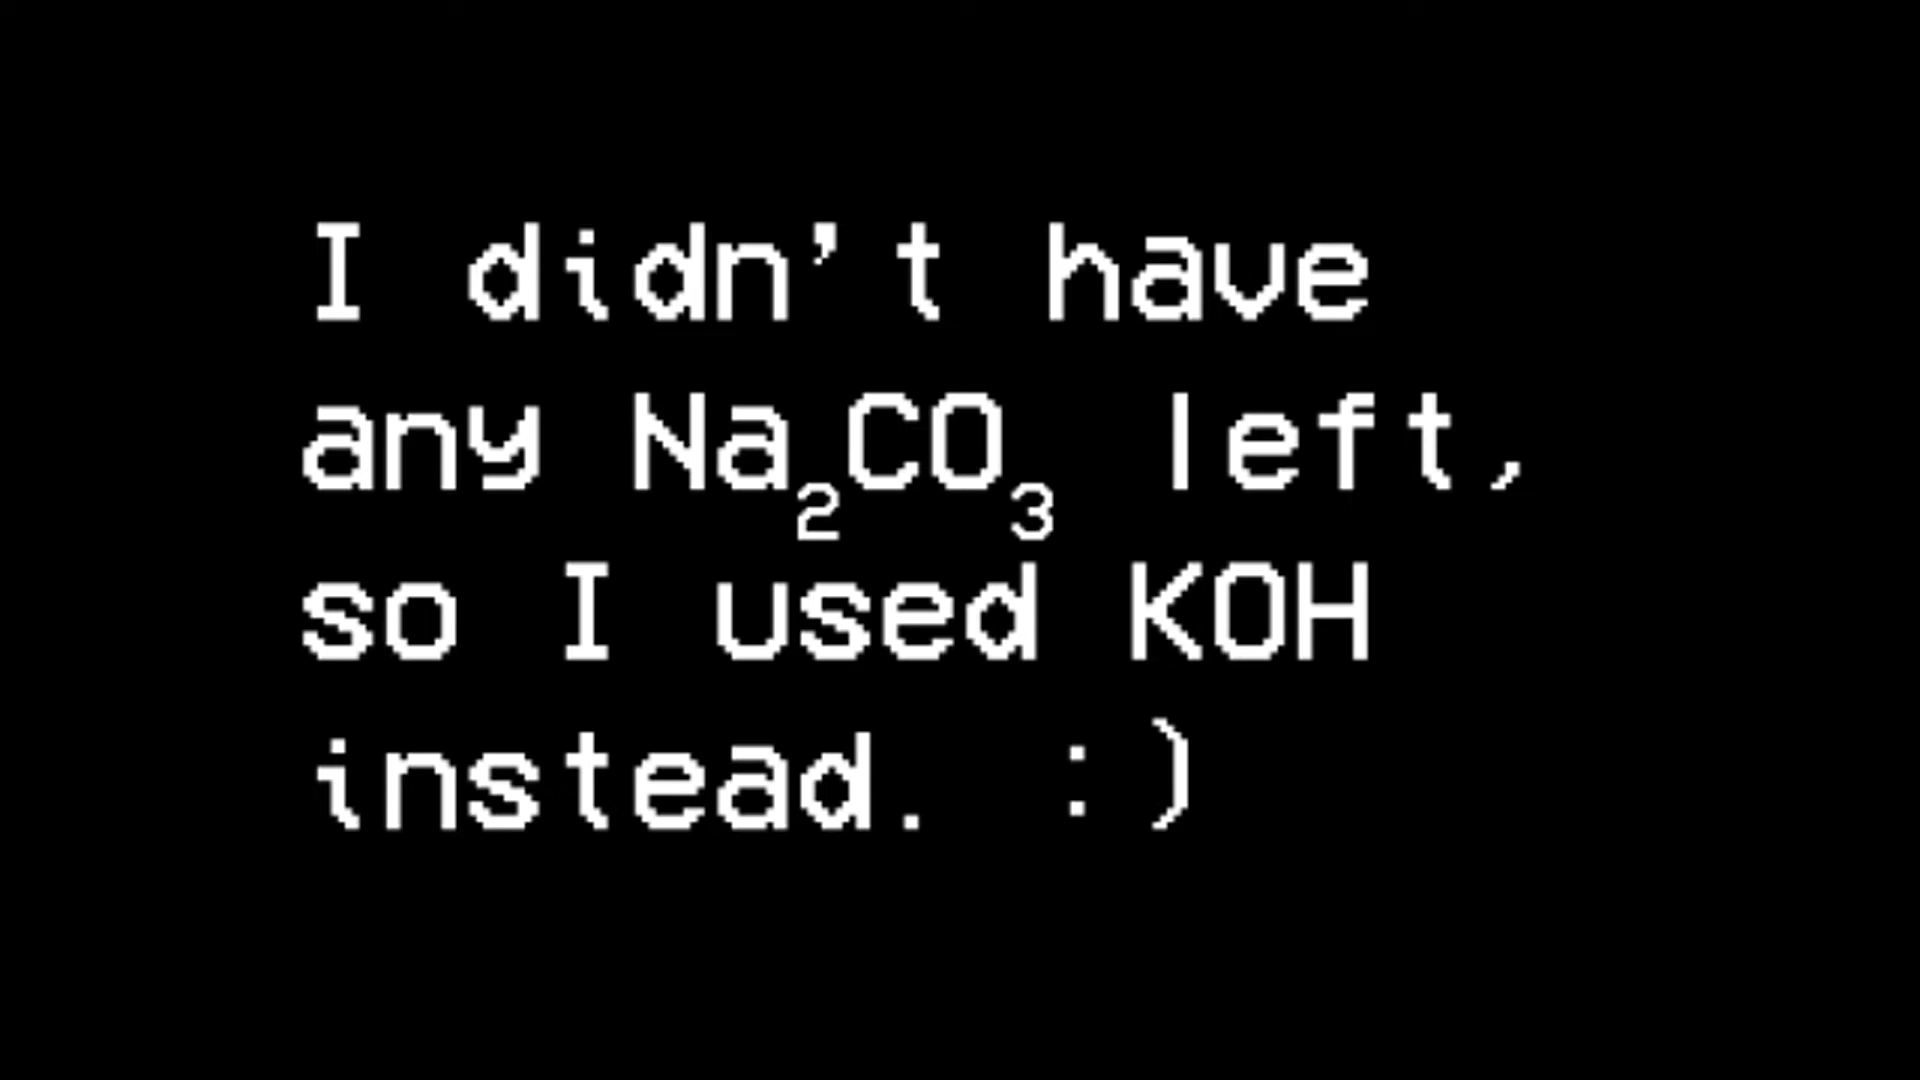 I didn’t have
any Na₂CO₃ left,
so I used KOH
instead. :)